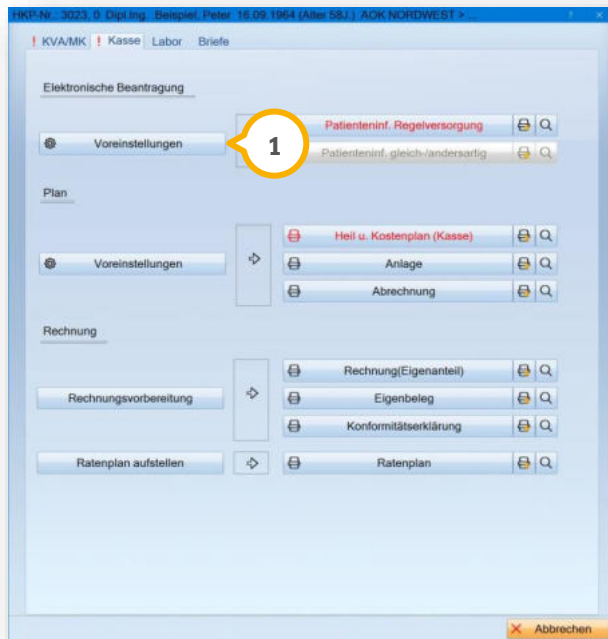 HKP-Nr.: 3023, 0 Dipl.Ing. Beispiel, Peter 16.09.1964 (Alter 58J.) AOK NORDWEST > ...
! KVA/MK ! Kasse Labor Briefe
Elektronische Beantragung
Voreinstellungen
1
Patienteninf. Regelversorgung
Patienteninf. gleich-/andersartig
Plan
Voreinstellungen
Heil u. Kostenplan (Kasse)
Anlage
Abrechnung
Rechnung
Rechnungsvorbereitung
Rechnung(Eigenanteil)
Eigenbeleg
Konformitätserklärung
Ratenplan aufstellen
Ratenplan
Abbrechen